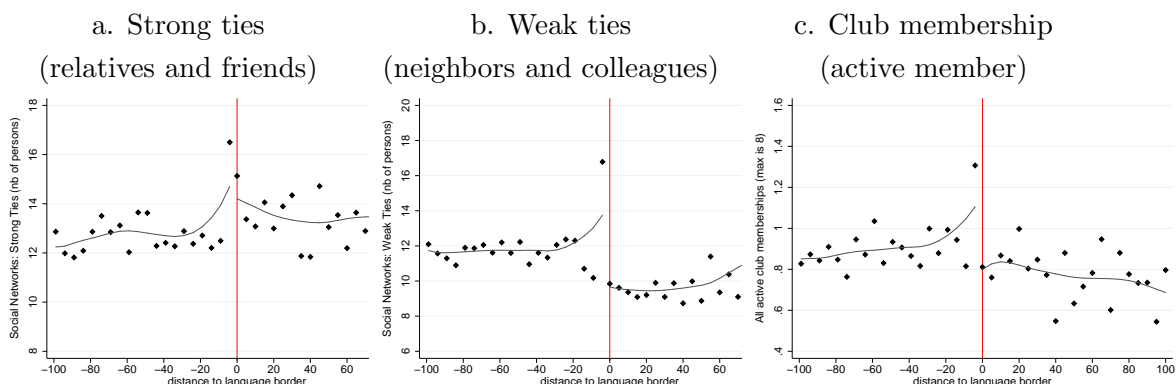 a. Strong ties
(relatives and friends)
Social Networks: Strong Ties (nb of persons)
18
16
14
12
10
8
−100 −80 −60 −40 −20 0 20 40 60
distance to language border
b. Weak ties
(neighbors and colleagues)
Social Networks: Weak Ties (nb of persons)
20
18
16
14
12
10
8
6
−100 −80 −60 −40 −20 0 20 40 60
distance to language border
c. Club membership
(active member)
All active club memberships (max is 8)
1.6
1.4
1.2
1
.8
.6
.4
−100 −80 −60 −40 −20 0 20 40 60 80 100
distance to language border